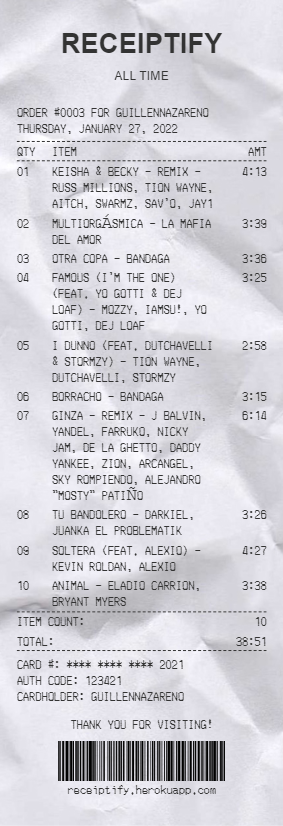 RECEIPTIFY
ALL TIME
ORDER #0003 FOR GUILLENNAZARENO
THURSDAY, JANUARY 27, 2022
QTY ITEM AMT
01 KEISHA & BECKY - REMIX - 4:13
RUSS MILLIONS, TION WAYNE,
AITCH, SWARMZ, SAV'O, JAY1
02 MULTIORGÁSMICA - LA MAFIA 3:39
DEL AMOR
03 OTRA COPA - BANDAGA 3:36
04 FAMOUS (I'M THE ONE) 3:25
(FEAT. YO GOTTI & DEJ
LOAF) - MOZZY, IAMSU!, YO
GOTTI, DEJ LOAF
05 I DUNNO (FEAT. DUTCHAVELLI 2:58
& STORMZY) - TION WAYNE,
DUTCHAVELLI, STORMZY
06 BORRACHO - BANDAGA 3:15
07 GINZA - REMIX - J BALVIN, 6:14
YANDEL, FARRUKO, NICKY
JAM, DE LA GHETTO, DADDY
YANKEE, ZION, ARCANGEL,
SKY ROMPIENDO, ALEJANDRO
"MOSTY" PATIÑO
08 TU BANDOLERO - DARKIEL, 3:26
JUANKA EL PROBLEMATIK
09 SOLTERA (FEAT. ALEXIO) - 4:27
KEVIN ROLDAN, ALEXIO
10 ANIMAL - ELADIO CARRION, 3:38
BRYANT MYERS
ITEM COUNT: 10
TOTAL: 38:51
CARD #: **** **** **** 2021
AUTH CODE: 123421
CARDHOLDER: GUILLENNAZARENO
THANK YOU FOR VISITING!
receiptify.herokuapp.com